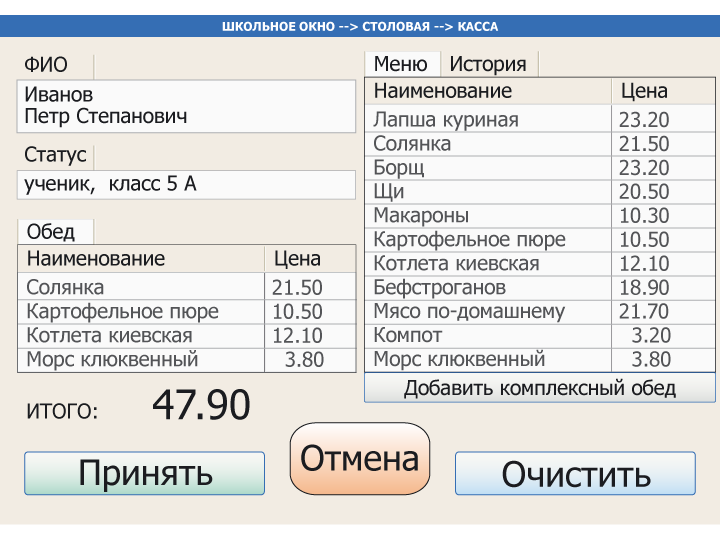 ШКОЛЬНОЕ ОКНО --> СТОЛОВАЯ --> КАССА
ФИО
Иванов
Петр Степанович
Статус
ученик,  класс 5 А
Обед
Наименование Цена
Солянка 21.50
Картофельное пюре 10.50
Котлета киевская 12.10
Морс клюквенный 3.80
ИТОГО: 47.90
Меню История
Наименование Цена
Лапша куриная 23.20
Солянка 21.50
Борщ 23.20
Щи 20.50
Макароны 10.30
Картофельное пюре 10.50
Котлета киевская 12.10
Бефстроганов 18.90
Мясо по-домашнему 21.70
Компот 3.20
Морс клюквенный 3.80
Добавить комплексный обед
Принять
Отмена
Очистить